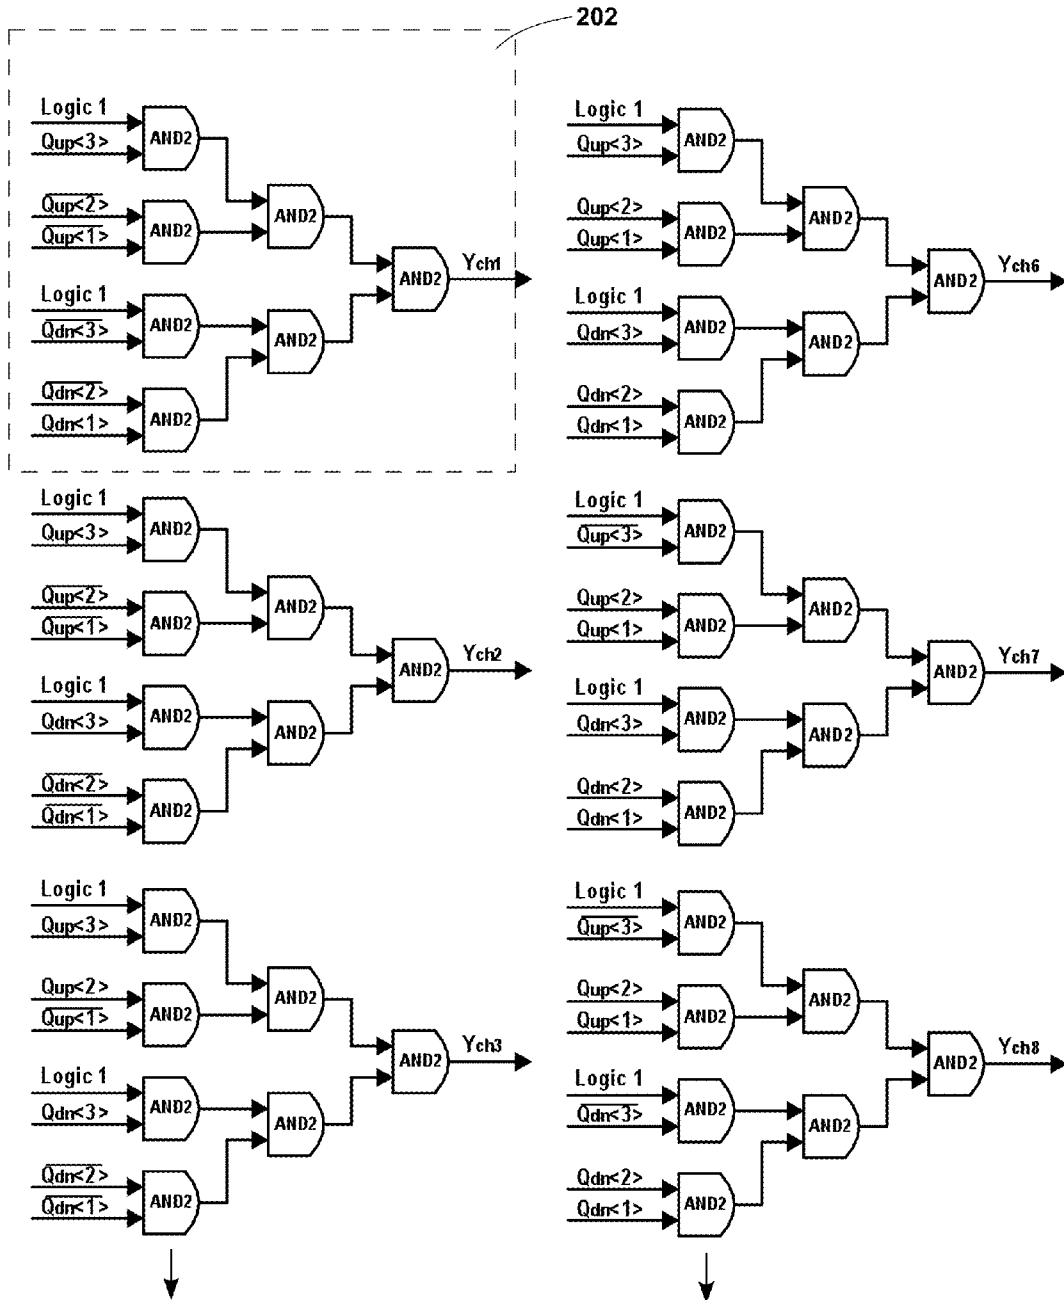 202
Logic 1
Qup<3>
AND2
Qup<2>
Qup<1>
AND2
AND2
Logic 1
Qdn<3>
AND2
AND2
Qdn<2>
Qdn<1>
AND2
AND2
Ych1
Logic 1
Qup<3>
AND2
Qup<2>
Qup<1>
AND2
AND2
Logic 1
Qdn<3>
AND2
AND2
Qdn<2>
Qdn<1>
AND2
AND2
Ych2
Logic 1
Qup<3>
AND2
Qup<2>
Qup<1>
AND2
AND2
Logic 1
Qdn<3>
AND2
AND2
Qdn<2>
Qdn<1>
AND2
AND2
Ych3
Logic 1
Qup<3>
AND2
Qup<2>
Qup<1>
AND2
AND2
Logic 1
Qdn<3>
AND2
AND2
Qdn<2>
Qdn<1>
AND2
AND2
Ych6
Logic 1
Qup<3>
AND2
Qup<2>
Qup<1>
AND2
AND2
Logic 1
Qdn<3>
AND2
AND2
Qdn<2>
Qdn<1>
AND2
AND2
Ych7
Logic 1
Qup<3>
AND2
Qup<2>
Qup<1>
AND2
AND2
Logic 1
Qdn<3>
AND2
AND2
Qdn<2>
Qdn<1>
AND2
AND2
Ych8